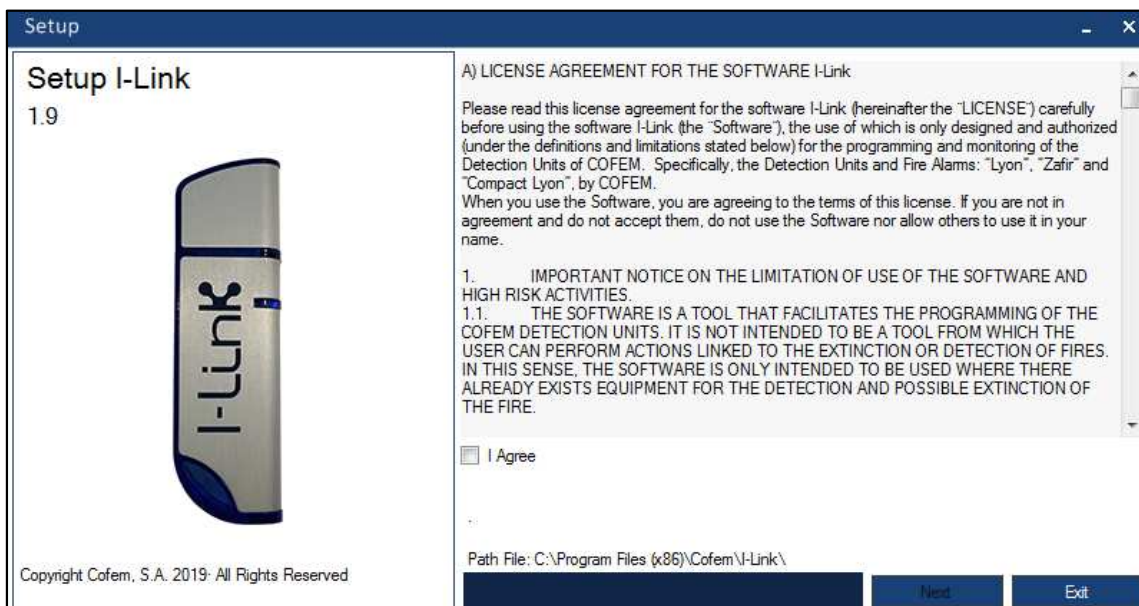 Setup
Setup I-Link
1.9
I-LinK
Copyright Cofem, S.A. 2019· All Rights Reserved
A) LICENSE AGREEMENT FOR THE SOFTWARE I-Link
Please read this license agreement for the software I-Link (hereinafter the ¨LICENSE¨) carefully
before using the software I-Link (the ¨Software¨), the use of which is only designed and authorized
(under the definitions and limitations stated below) for the programming and monitoring of the
Detection Units of COFEM.  Specifically, the Detection Units and Fire Alarms: “Lyon”, “Zafir” and
“Compact Lyon”, by COFEM.
When you use the Software, you are agreeing to the terms of this license. If you are not in
agreement and do not accept them, do not use the Software nor allow others to use it in your
name.
1. IMPORTANT NOTICE ON THE LIMITATION OF USE OF THE SOFTWARE AND
HIGH RISK ACTIVITIES.
1.1. THE SOFTWARE IS A TOOL THAT FACILITATES THE PROGRAMMING OF THE
COFEM DETECTION UNITS. IT IS NOT INTENDED TO BE A TOOL FROM WHICH THE
USER CAN PERFORM ACTIONS LINKED TO THE EXTINCTION OR DETECTION OF FIRES.
IN THIS SENSE, THE SOFTWARE IS ONLY INTENDED TO BE USED WHERE THERE
ALREADY EXISTS EQUIPMENT FOR THE DETECTION AND POSSIBLE EXTINCTION OF
THE FIRE.
I Agree
.
Path File: C:\Program Files (x86)\Cofem\I-Link\
Next
Exit